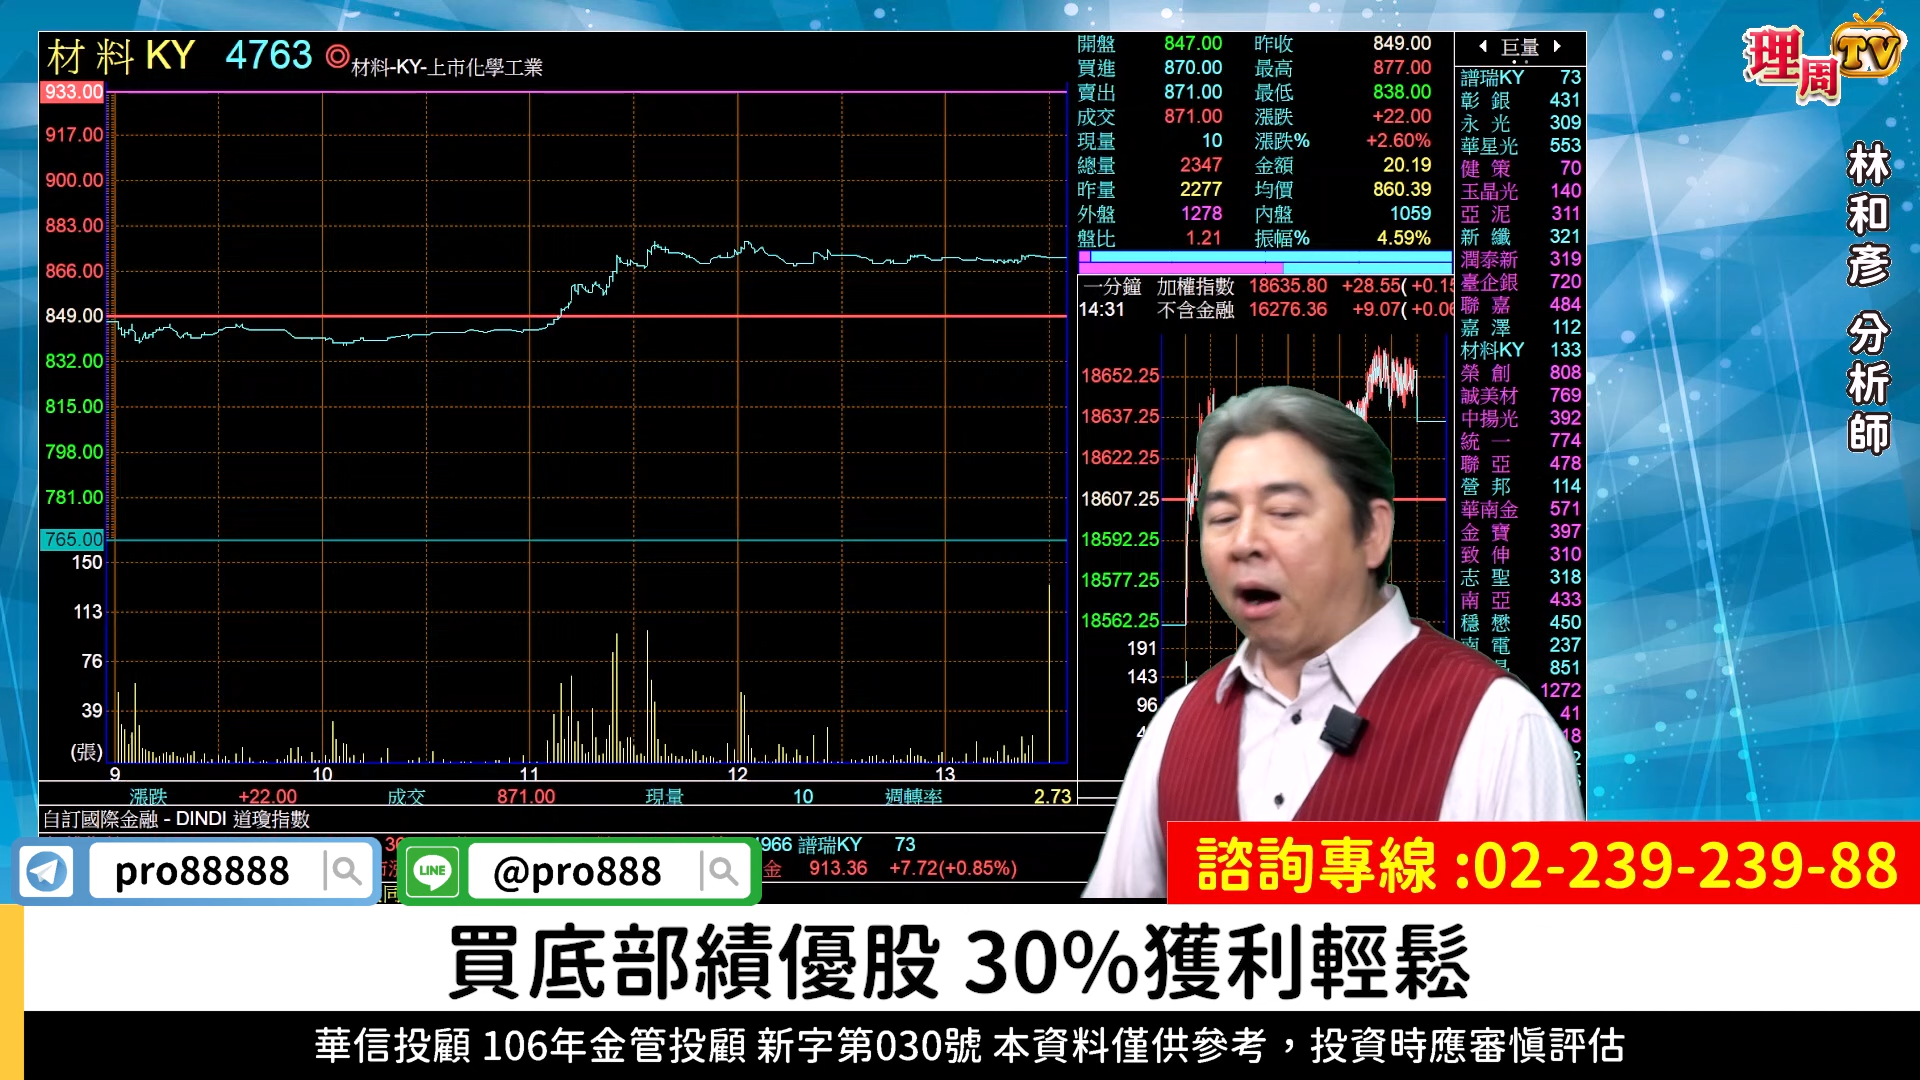 材料KY 4763 ◎材料-KY-上市化學工業
933.00
917.00
900.00
883.00
866.00
849.00
832.00
815.00
798.00
781.00
765.00
150
113
76
39
(張)
9 10 11 12 13
漲跌 +22.00 成交 871.00 現量 10 週轉率 2.73
自訂國際金融 - DINDI 道瓊指數
966 譜瑞KY 73
金 913.36 +7.72(+0.85%)
開盤 847.00 昨收 849.00
買進 870.00 最高 877.00
賣出 871.00 最低 838.00
成交 871.00 漲跌 +22.00
現量 10 漲跌% +2.60%
總量 2347 金額 20.19
昨量 2277 均價 860.39
外盤 1278 內盤 1059
盤比 1.21 振幅% 4.59%
一分鐘 加權指數 18635.80 +28.55( +0.15
14:31 不含金融 16276.36 +9.07( +0.06
18652.25
18637.25
18622.25
18607.25
18592.25
18577.25
18562.25
191
143
96
巨量
譜瑞KY 73
彰銀 431
永光 309
華星光 553
健策 70
玉晶光 140
亞泥 311
新纖 321
潤泰新 319
臺企銀 720
聯嘉 484
嘉澤 112
材料KY 133
榮創 808
誠美材 769
中揚光 392
統一 774
聯亞 478
營邦 114
華南金 571
金寶 397
致伸 310
志聖 318
南亞 433
穩懋 450
南電 237
851
1272
41
理周TV
林和彥 分析師
pro88888
LINE @pro888
諮詢專線 :02-239-239-88
買底部績優股 30%獲利輕鬆
華信投顧 106年金管投顧 新字第030號 本資料僅供參考，投資時應審慎評估